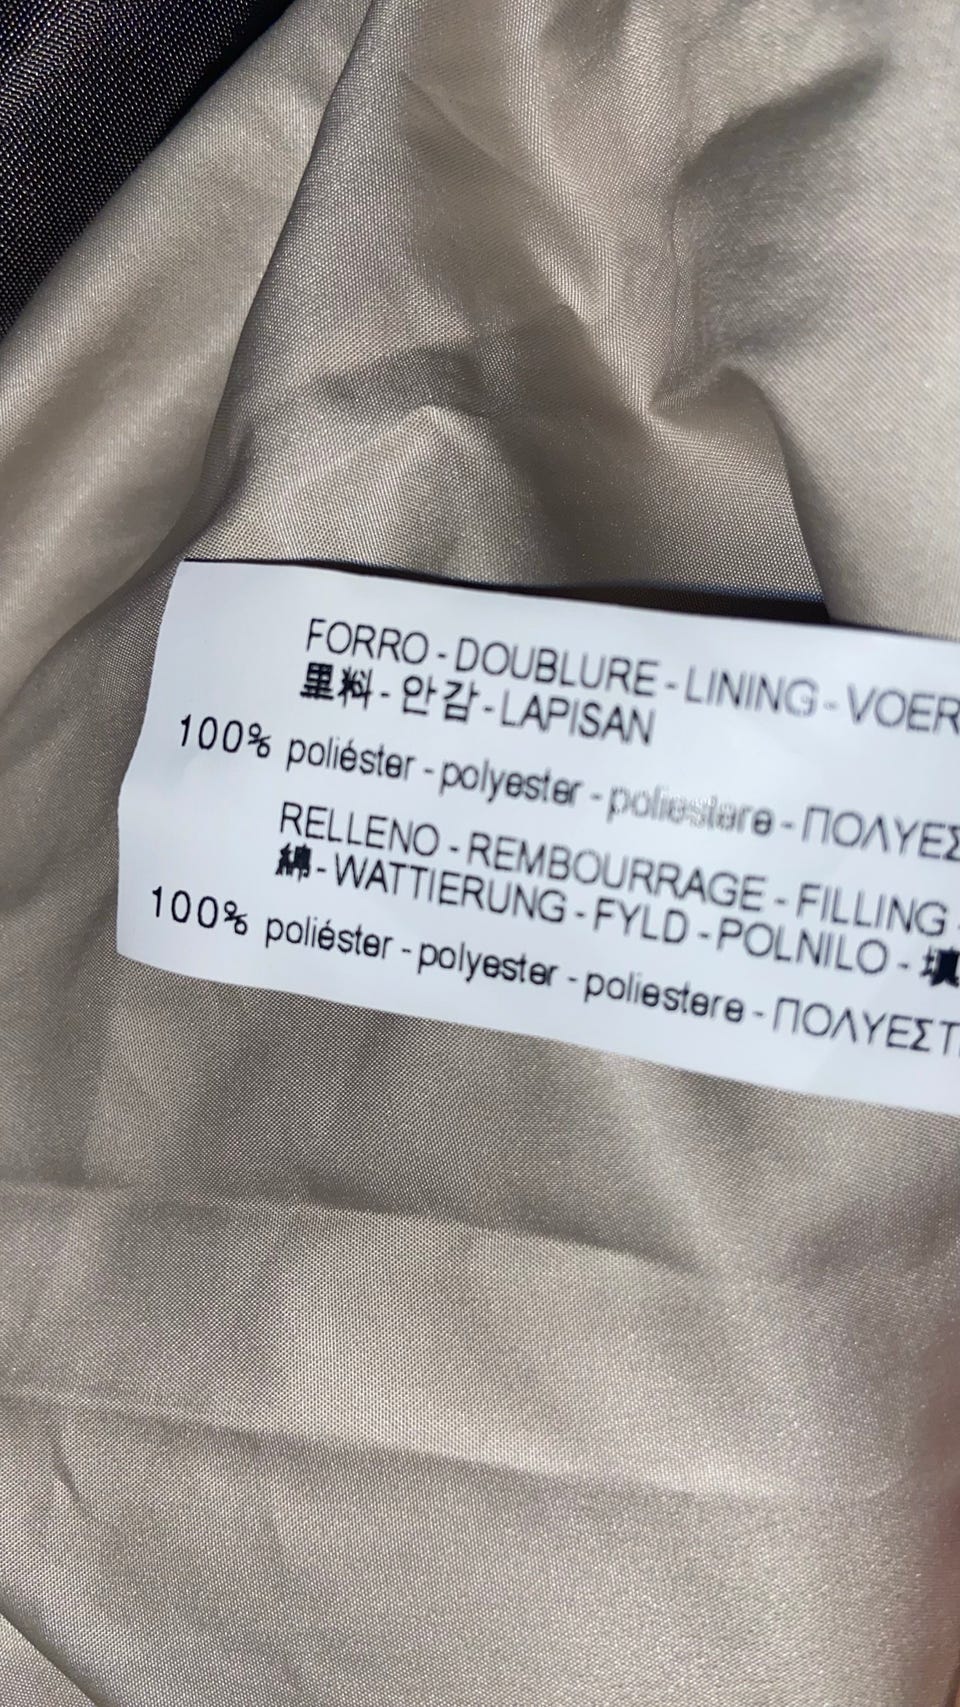 FORRO - DOUBLURE - LINING - VOER
里料 - 안감 - LAPISAN
100% poliéster - polyester - poliestere - ΠΟΛΥΕΣ
RELLENO - REMBOURRAGE - FILLING -
綿 - WATTIERUNG - FYLD - POLNILO - 填
100% poliéster - polyester - poliestere - ΠΟΛΥΕΣΤ